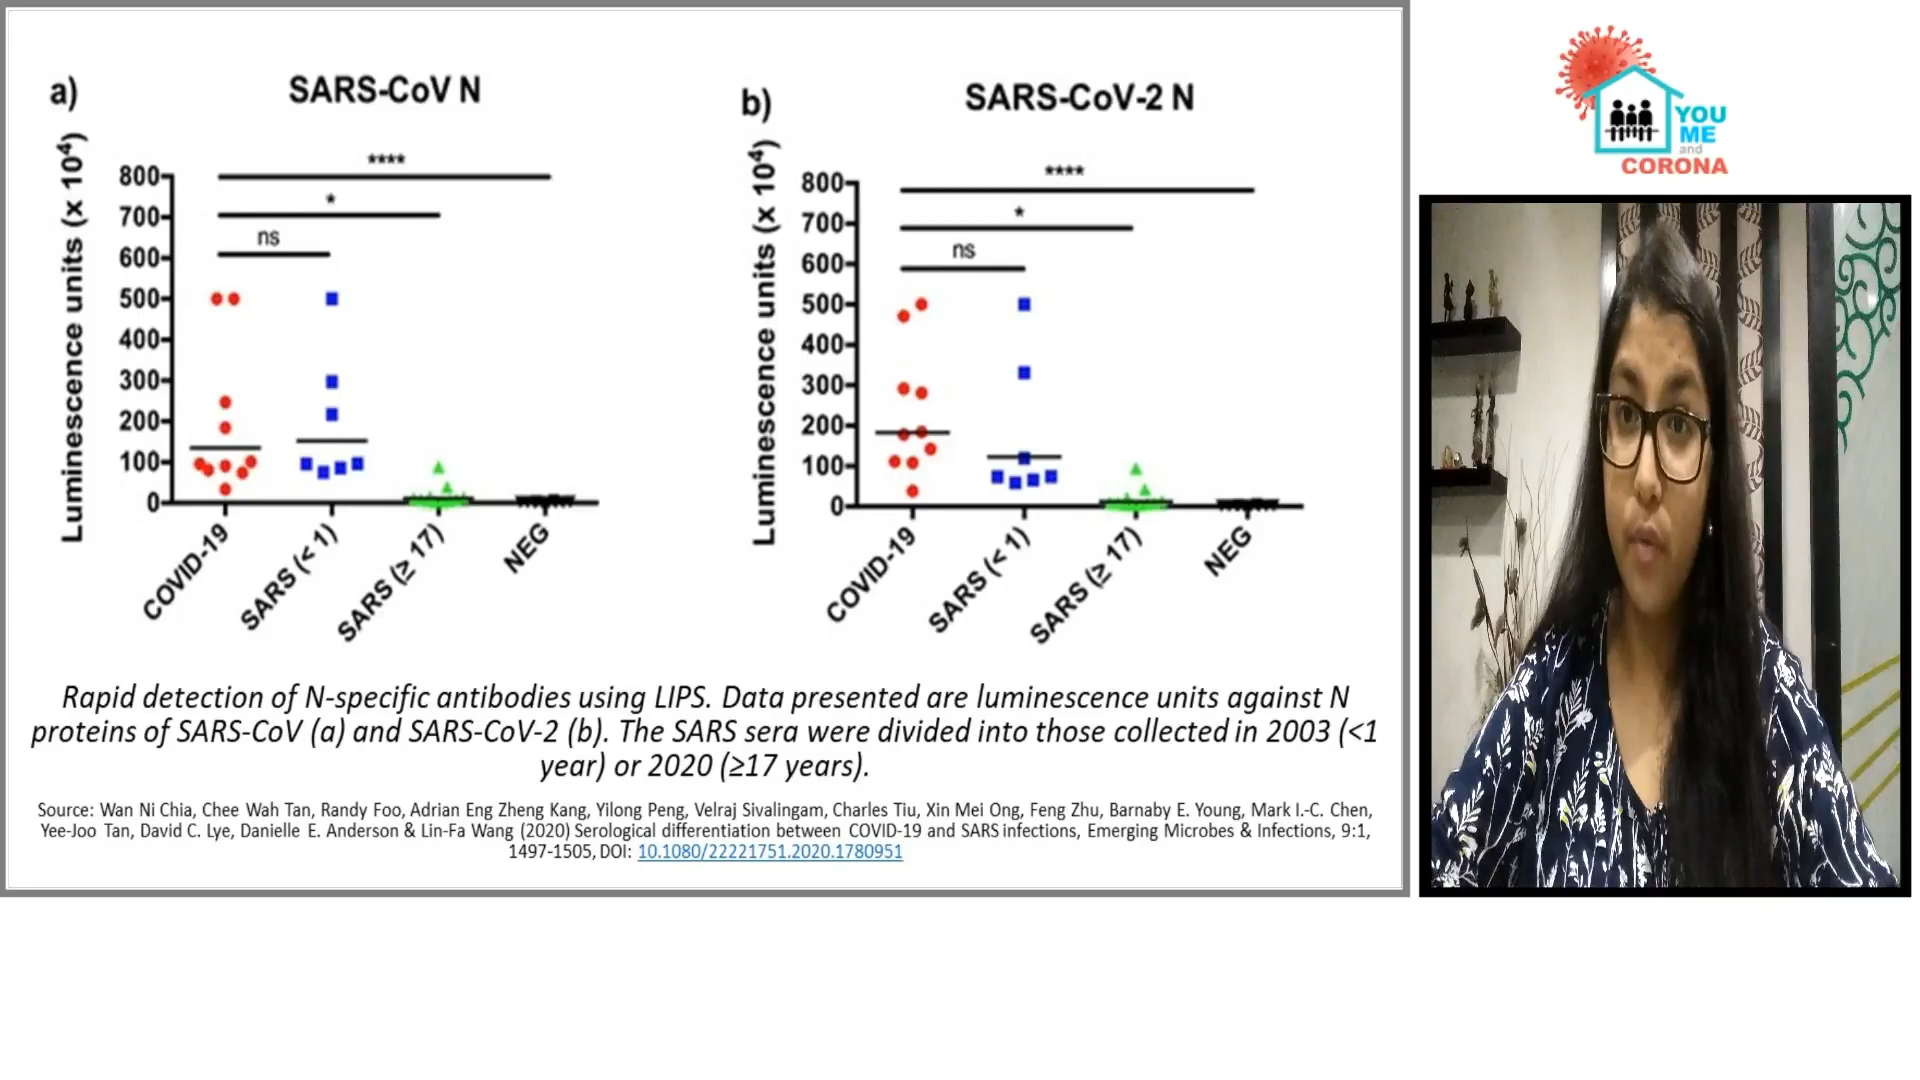 a)
SARS-CoV N
Luminescence units (x 10⁴)
800
700
600
500
400
300
200
100
0
****
*
ns
COVID-19
SARS (< 1)
SARS (≥ 17)
NEG
b)
SARS-CoV-2 N
Luminescence units (x 10⁴)
800
700
600
500
400
300
200
100
0
****
*
ns
COVID-19
SARS (< 1)
SARS (≥ 17)
NEG
Rapid detection of N-specific antibodies using LIPS. Data presented are luminescence units against N
proteins of SARS-CoV (a) and SARS-CoV-2 (b). The SARS sera were divided into those collected in 2003 (<1
year) or 2020 (≥17 years).
Source: Wan Ni Chia, Chee Wah Tan, Randy Foo, Adrian Eng Zheng Kang, Yilong Peng, Velraj Sivalingam, Charles Tiu, Xin Mei Ong, Feng Zhu, Barnaby E. Young, Mark I.-C. Chen,
Yee-Joo Tan, David C. Lye, Danielle E. Anderson & Lin-Fa Wang (2020) Serological differentiation between COVID-19 and SARS infections, Emerging Microbes & Infections, 9:1,
1497-1505, DOI: 10.1080/22221751.2020.1780951
YOU
ME
and
CORONA